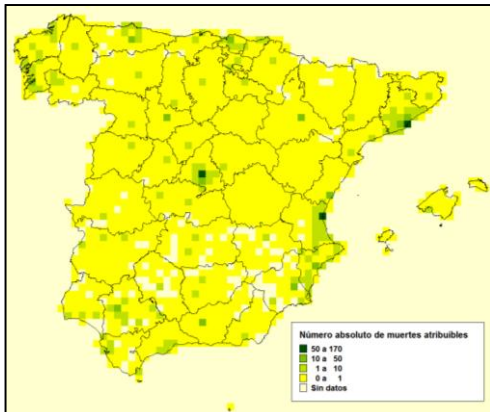 Número absoluto de muertes atribuibles
50 a 170
10 a 50
1 a 10
0 a 1
Sin datos